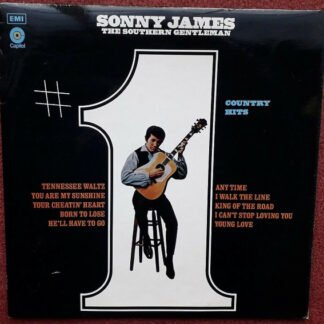 EMI
Capitol
SONNY JAMES
THE SOUTHERN GENTLEMAN
#1
COUNTRY
HITS
TENNESSEE WALTZ
YOU ARE MY SUNSHINE
YOUR CHEATIN' HEART
BORN TO LOSE
HE'LL HAVE TO GO
ANY TIME
I WALK THE LINE
KING OF THE ROAD
I CAN'T STOP LOVING YOU
YOUNG LOVE